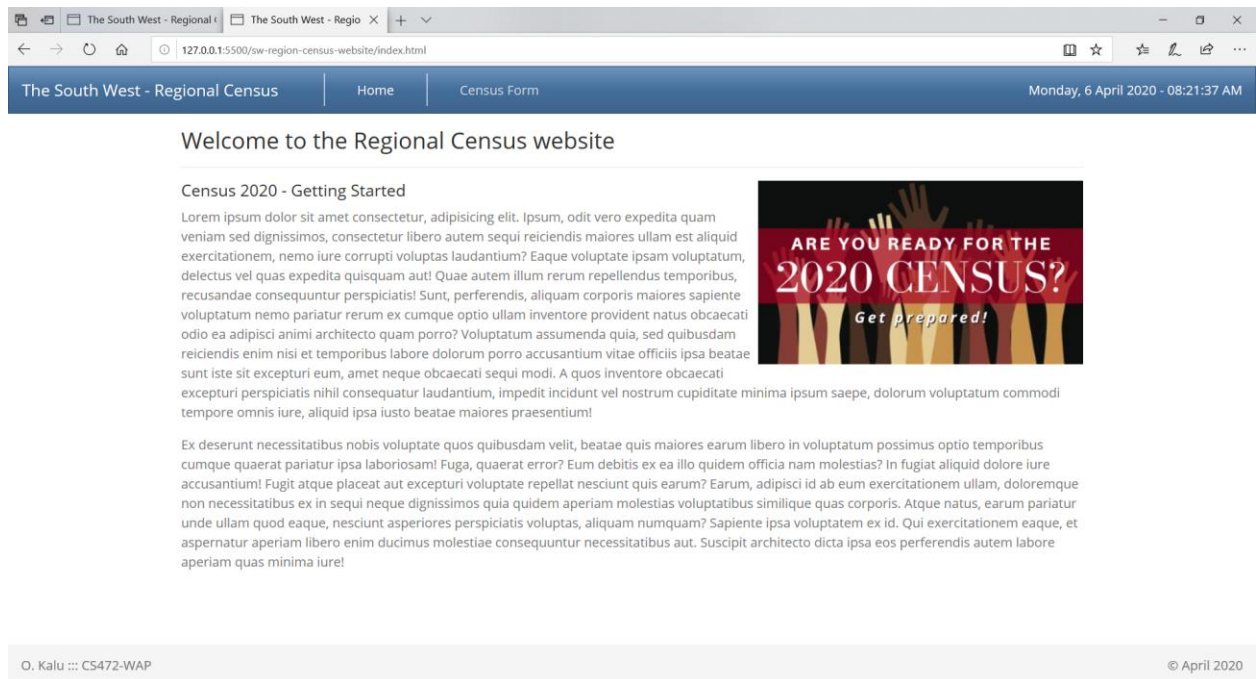 The South West - Regional (
The South West - Regio
127.0.0.1:5500/sw-region-census-website/index.html
The South West - Regional Census
Home
Census Form
Monday, 6 April 2020 - 08:21:37 AM
Welcome to the Regional Census website
Census 2020 - Getting Started
Lorem ipsum dolor sit amet consectetur, adipisicing elit. Ipsum, odit vero expedita quam
veniam sed dignissimos, consectetur libero autem sequi reiciendis maiores ullam est aliquid
exercitationem, nemo iure corrupti voluptas laudantium? Eaque voluptate ipsam voluptatum,
delectus vel quas expedita quisquam aut! Quae autem illum rerum repellendus temporibus,
recusandae consequuntur perspiciatis! Sunt, perferendis, aliquam corporis maiores sapiente
voluptatum nemo pariatur rerum ex cumque optio ullam inventore provident natus obcaecati
odio ea adipisci animi architecto quam porro? Voluptatum assumenda quia, sed quibusdam
reiciendis enim nisi et temporibus labore dolorum porro accusantium vitae officiis ipsa beatae
sunt iste sit excepturi eum, amet neque obcaecati sequi modi. A quos inventore obcaecati
excepturi perspiciatis nihil consequatur laudantium, impedit incidunt vel nostrum cupiditate minima ipsum saepe, dolorum voluptatum commodi
tempore omnis iure, aliquid ipsa iusto beatae maiores praesentium!
ARE YOU READY FOR THE
2020 CENSUS?
Get prepared!
Ex deserunt necessitatibus nobis voluptate quos quibusdam velit, beatae quis maiores earum libero in voluptatum possimus optio temporibus
cumque quaerat pariatur ipsa laboriosam! Fuga, quaerat error? Eum debitis ex ea illo quidem officia nam molestias? In fugiat aliquid dolore iure
accusantium! Fugit atque placeat aut excepturi voluptate repellat nesciunt quis earum? Earum, adipisci id ab eum exercitationem ullam, doloremque
non necessitatibus ex in sequi neque dignissimos quia quidem aperiam molestias voluptatibus similique quas corporis. Atque natus, earum pariatur
unde ullam quod eaque, nesciunt asperiores perspiciatis voluptas, aliquam numquam? Sapiente ipsa voluptatem ex id. Qui exercitationem eaque, et
aspernatur aperiam libero enim ducimus molestiae consequuntur necessitatibus aut. Suscipit architecto dicta ipsa eos perferendis autem labore
aperiam quas minima iure!
O. Kalu ::: CS472-WAP
© April 2020